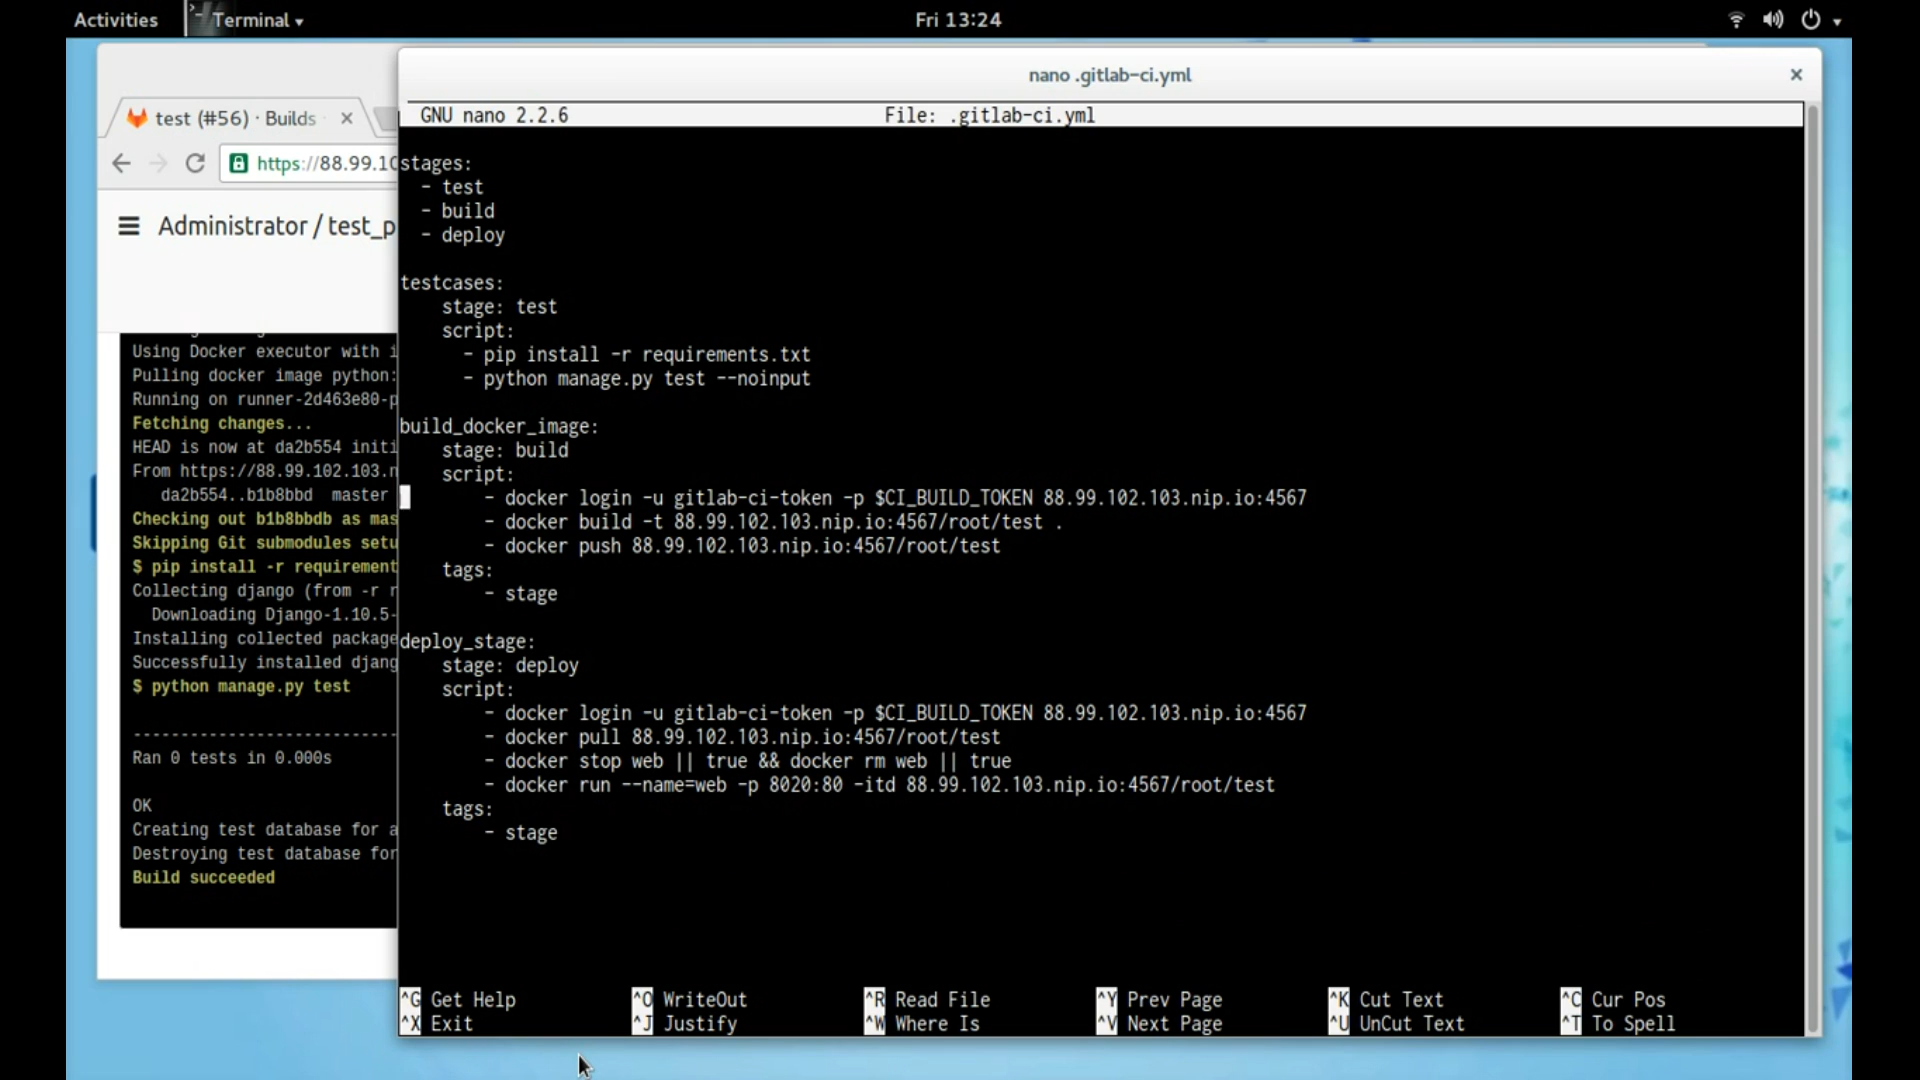 Activities
Terminal
Fri 13:24
nano .gitlab-ci.yml
test (#56) · Builds
https://88.99.10
Administrator / test_p
Using Docker executor with i
Pulling docker image python:
Running on runner-2d463e80-p
Fetching changes...
HEAD is now at da2b554 initi
From https://88.99.102.103.n
da2b554..b1b8bbd master
Checking out b1b8bbdb as mas
Skipping Git submodules setu
$ pip install -r requirement
Collecting django (from -r r
Downloading Django-1.10.5-
Installing collected package
Successfully installed djang
$ python manage.py test
----------------------------
Ran 0 tests in 0.000s
OK
Creating test database for a
Destroying test database for
Build succeeded
GNU nano 2.2.6 File: .gitlab-ci.yml
stages:
- test
- build
- deploy
testcases:
stage: test
script:
- pip install -r requirements.txt
- python manage.py test --noinput
build_docker_image:
stage: build
script:
- docker login -u gitlab-ci-token -p $CI_BUILD_TOKEN 88.99.102.103.nip.io:4567
- docker build -t 88.99.102.103.nip.io:4567/root/test .
- docker push 88.99.102.103.nip.io:4567/root/test
tags:
- stage
deploy_stage:
stage: deploy
script:
- docker login -u gitlab-ci-token -p $CI_BUILD_TOKEN 88.99.102.103.nip.io:4567
- docker pull 88.99.102.103.nip.io:4567/root/test
- docker stop web || true && docker rm web || true
- docker run --name=web -p 8020:80 -itd 88.99.102.103.nip.io:4567/root/test
tags:
- stage
^G Get Help ^O WriteOut ^R Read File ^Y Prev Page ^K Cut Text ^C Cur Pos
^X Exit ^J Justify ^W Where Is ^V Next Page ^U UnCut Text ^T To Spell